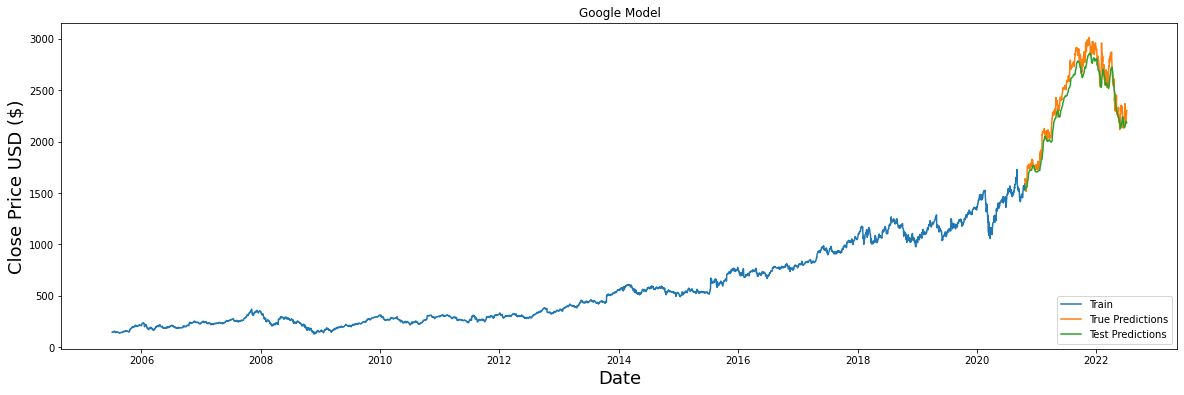 Google Model
Close Price USD ($)
3000
2500
2000
1500
1000
500
0
2006 2008 2010 2012 2014 2016 2018 2020 2022
Date
Train
True Predictions
Test Predictions